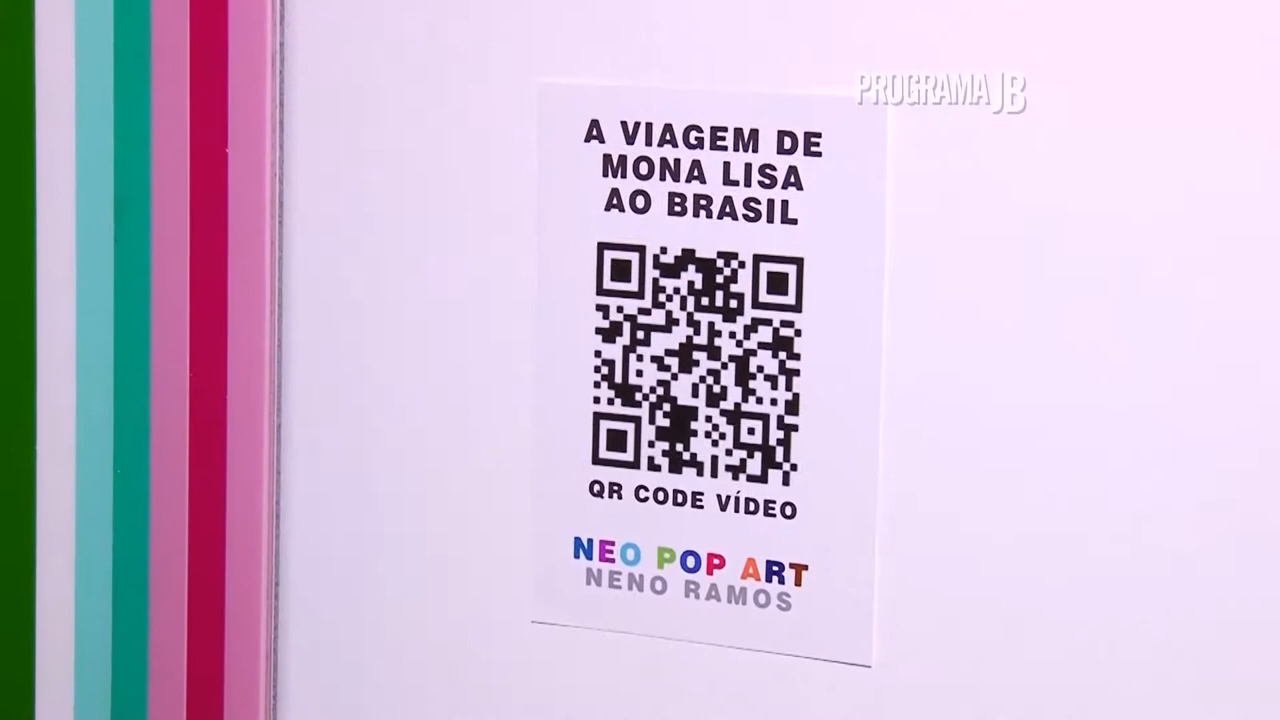 PROGRAMA JB
A VIAGEM DE
MONA LISA
AO BRASIL
QR CODE VÍDEO
NEO POP ART
NENO RAMOS